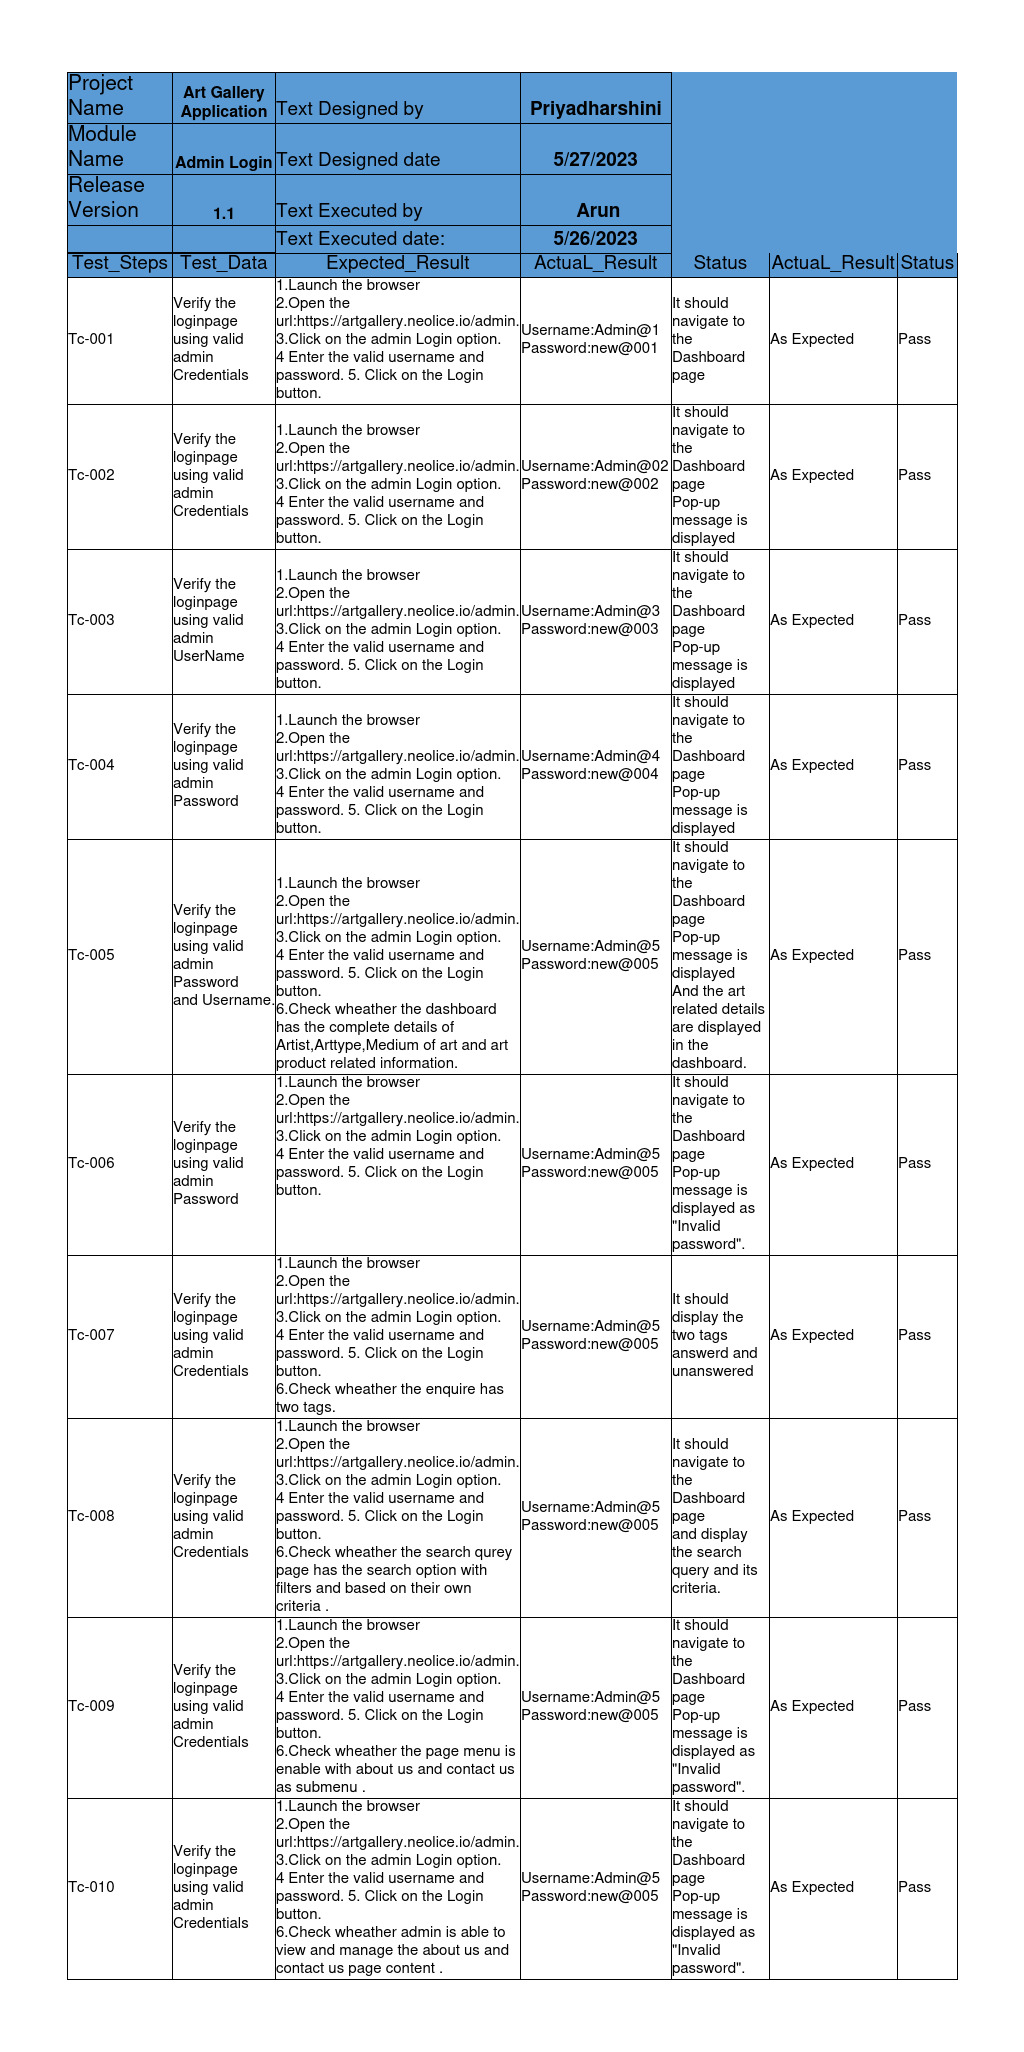 Project
Name
Art Gallery
Application
Text Designed by
Priyadharshini
Module
Name
Admin Login
Text Designed date
5/27/2023
Release
Version
1.1
Text Executed by
Arun
Text Executed date:
5/26/2023
Test_Steps
Test_Data
Expected_Result
ActuaL_Result
Status
ActuaL_Result
Status
Tc-001
Verify the
loginpage
using valid
admin
Credentials
1.Launch the browser
2.Open the
url:https://artgallery.neolice.io/admin.
3.Click on the admin Login option.
4 Enter the valid username and
password. 5. Click on the Login
button.
Username:Admin@1
Password:new@001
It should
navigate to
the
Dashboard
page
As Expected
Pass
Tc-002
Verify the
loginpage
using valid
admin
Credentials
1.Launch the browser
2.Open the
url:https://artgallery.neolice.io/admin.
3.Click on the admin Login option.
4 Enter the valid username and
password. 5. Click on the Login
button.
Username:Admin@02
Password:new@002
It should
navigate to
the
Dashboard
page
Pop-up
message is
displayed
As Expected
Pass
Tc-003
Verify the
loginpage
using valid
admin
UserName
1.Launch the browser
2.Open the
url:https://artgallery.neolice.io/admin.
3.Click on the admin Login option.
4 Enter the valid username and
password. 5. Click on the Login
button.
Username:Admin@3
Password:new@003
It should
navigate to
the
Dashboard
page
Pop-up
message is
displayed
As Expected
Pass
Tc-004
Verify the
loginpage
using valid
admin
Password
1.Launch the browser
2.Open the
url:https://artgallery.neolice.io/admin.
3.Click on the admin Login option.
4 Enter the valid username and
password. 5. Click on the Login
button.
Username:Admin@4
Password:new@004
It should
navigate to
the
Dashboard
page
Pop-up
message is
displayed
As Expected
Pass
Tc-005
Verify the
loginpage
using valid
admin
Password
and Username.
1.Launch the browser
2.Open the
url:https://artgallery.neolice.io/admin.
3.Click on the admin Login option.
4 Enter the valid username and
password. 5. Click on the Login
button.
6.Check wheather the dashboard
has the complete details of
Artist,Arttype,Medium of art and art
product related information.
Username:Admin@5
Password:new@005
It should
navigate to
the
Dashboard
page
Pop-up
message is
displayed
And the art
related details
are displayed
in the
dashboard.
As Expected
Pass
Tc-006
Verify the
loginpage
using valid
admin
Password
1.Launch the browser
2.Open the
url:https://artgallery.neolice.io/admin.
3.Click on the admin Login option.
4 Enter the valid username and
password. 5. Click on the Login
button.
Username:Admin@5
Password:new@005
It should
navigate to
the
Dashboard
page
Pop-up
message is
displayed as
"Invalid
password".
As Expected
Pass
Tc-007
Verify the
loginpage
using valid
admin
Credentials
1.Launch the browser
2.Open the
url:https://artgallery.neolice.io/admin.
3.Click on the admin Login option.
4 Enter the valid username and
password. 5. Click on the Login
button.
6.Check wheather the enquire has
two tags.
Username:Admin@5
Password:new@005
It should
display the
two tags
answerd and
unanswered
As Expected
Pass
Tc-008
Verify the
loginpage
using valid
admin
Credentials
1.Launch the browser
2.Open the
url:https://artgallery.neolice.io/admin.
3.Click on the admin Login option.
4 Enter the valid username and
password. 5. Click on the Login
button.
6.Check wheather the search qurey
page has the search option with
filters and based on their own
criteria .
Username:Admin@5
Password:new@005
It should
navigate to
the
Dashboard
page
and display
the search
query and its
criteria.
As Expected
Pass
Tc-009
Verify the
loginpage
using valid
admin
Credentials
1.Launch the browser
2.Open the
url:https://artgallery.neolice.io/admin.
3.Click on the admin Login option.
4 Enter the valid username and
password. 5. Click on the Login
button.
6.Check wheather the page menu is
enable with about us and contact us
as submenu .
Username:Admin@5
Password:new@005
It should
navigate to
the
Dashboard
page
Pop-up
message is
displayed as
"Invalid
password".
As Expected
Pass
Tc-010
Verify the
loginpage
using valid
admin
Credentials
1.Launch the browser
2.Open the
url:https://artgallery.neolice.io/admin.
3.Click on the admin Login option.
4 Enter the valid username and
password. 5. Click on the Login
button.
6.Check wheather admin is able to
view and manage the about us and
contact us page content .
Username:Admin@5
Password:new@005
It should
navigate to
the
Dashboard
page
Pop-up
message is
displayed as
"Invalid
password".
As Expected
Pass